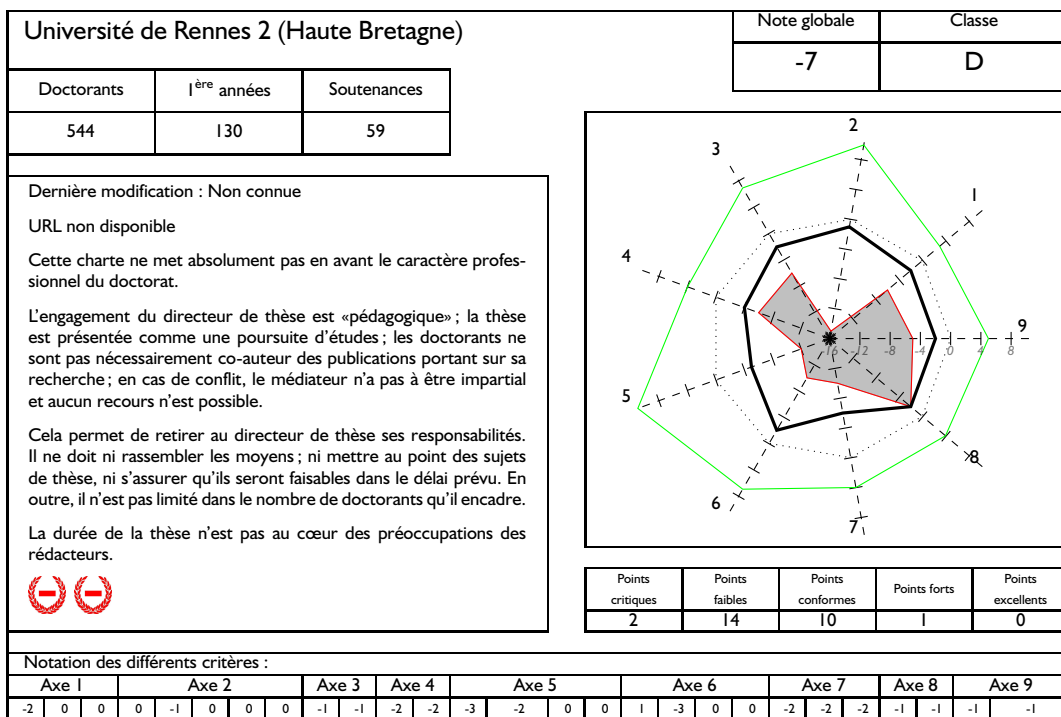 Université de Rennes 2 (Haute Bretagne)
Note globale Classe
-7 D
Doctorants 1ère années Soutenances
544 130 59
Dernière modification : Non connue
URL non disponible
Cette charte ne met absolument pas en avant le caractère profes-
sionnel du doctorat.
L'engagement du directeur de thèse est «pédagogique» ; la thèse
est présentée comme une poursuite d'études ; les doctorants ne
sont pas nécessairement co-auteur des publications portant sur sa
recherche ; en cas de conflit, le médiateur n'a pas à être impartial
et aucun recours n'est possible.
Cela permet de retirer au directeur de thèse ses responsabilités.
Il ne doit ni rassembler les moyens ; ni mettre au point des sujets
de thèse, ni s'assurer qu'ils seront faisables dans le délai prévu. En
outre, il n'est pas limité dans le nombre de doctorants qu'il encadre.
La durée de la thèse n'est pas au cœur des préoccupations des
rédacteurs.
2
3
1
4
9
-16 -12 -8 -4 0 4 8
5
8
6
7
Points critiques Points faibles Points conformes Points forts Points excellents
2 14 10 1 0
Notation des différents critères :
Axe 1 Axe 2 Axe 3 Axe 4 Axe 5 Axe 6 Axe 7 Axe 8 Axe 9
-2 0 0 0 -1 0 0 0 -1 -1 -2 -2 -3 -2 0 0 1 -3 0 0 -2 -2 -2 -1 -1 -1 -1